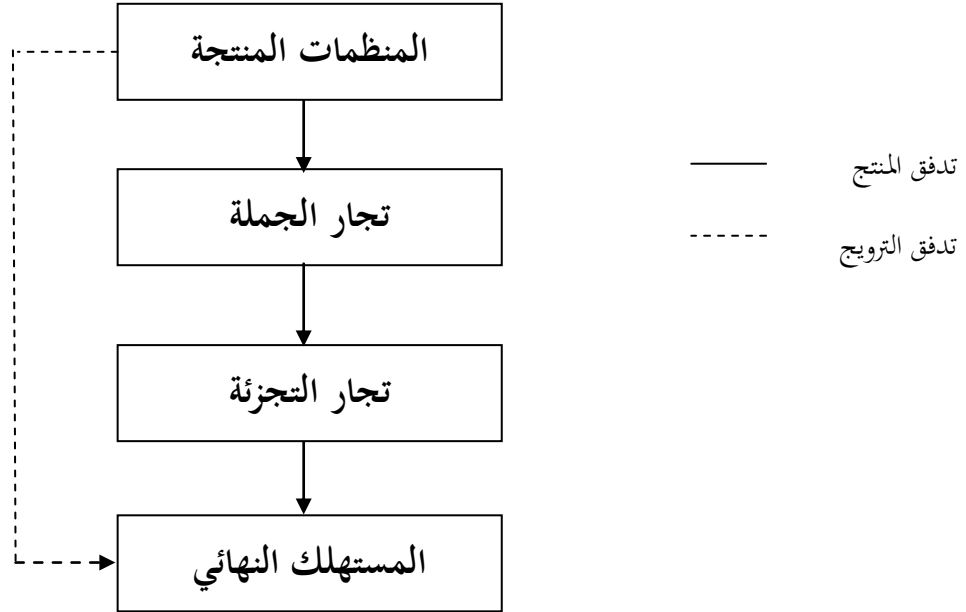 المنظمات المنتجة
تجار الجملة
تجار التجزئة
المستهلك النهائي
تدفق المنتج
تدفق الترويج